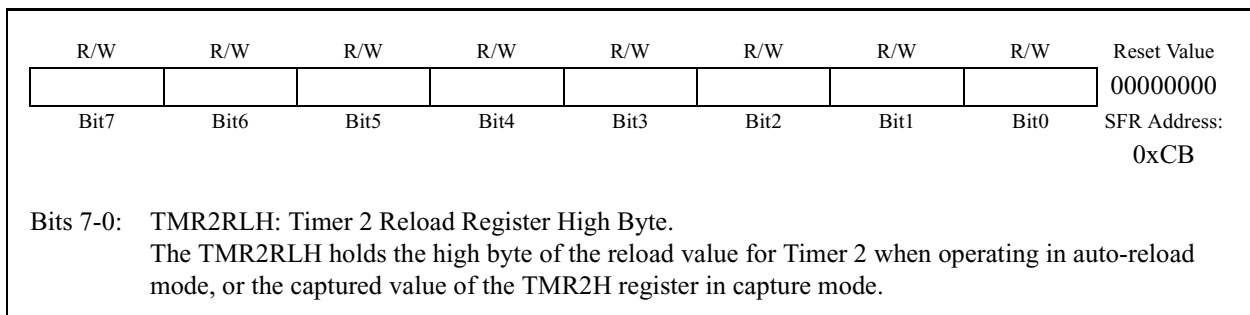 R/W R/W R/W R/W R/W R/W R/W R/W Reset Value
00000000
Bit7 Bit6 Bit5 Bit4 Bit3 Bit2 Bit1 Bit0 SFR Address:
0xCB
Bits 7-0: TMR2RLH: Timer 2 Reload Register High Byte.
The TMR2RLH holds the high byte of the reload value for Timer 2 when operating in auto-reload
mode, or the captured value of the TMR2H register in capture mode.